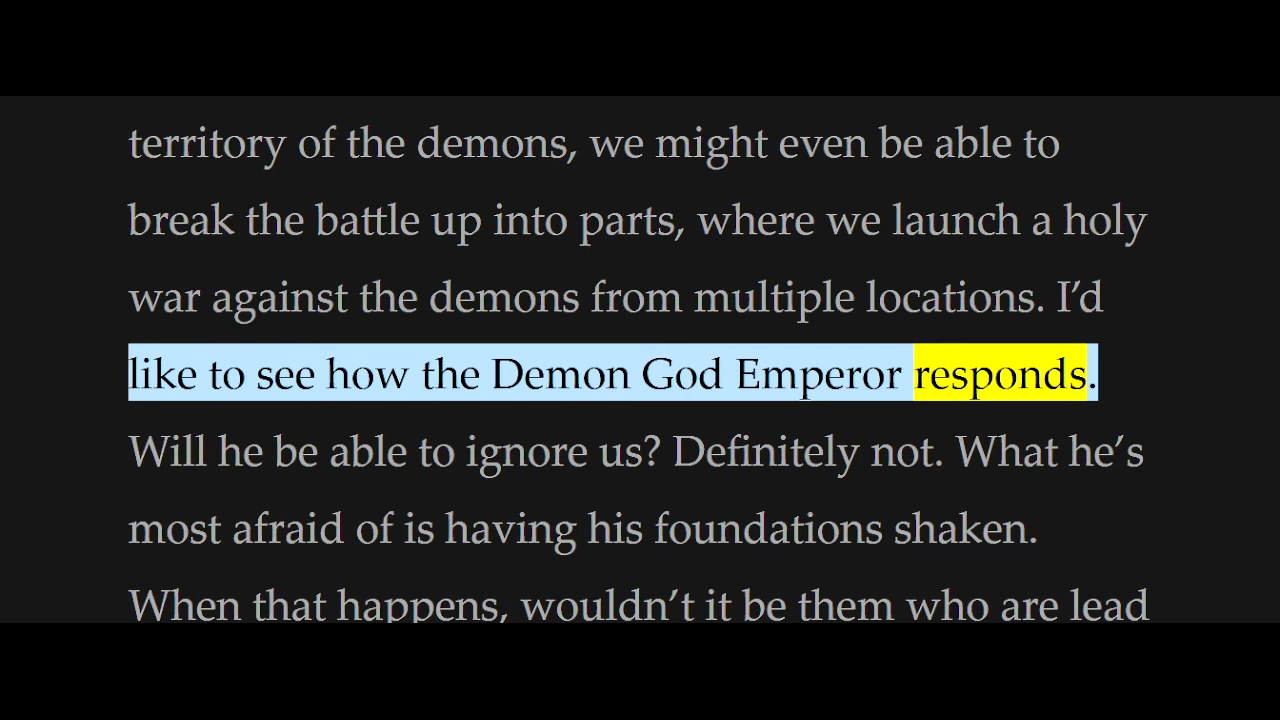 territory of the demons, we might even be able to
break the battle up into parts, where we launch a holy
war against the demons from multiple locations. I’d
like to see how the Demon God Emperor responds.
Will he be able to ignore us? Definitely not. What he’s
most afraid of is having his foundations shaken.
When that happens, wouldn’t it be them who are lead